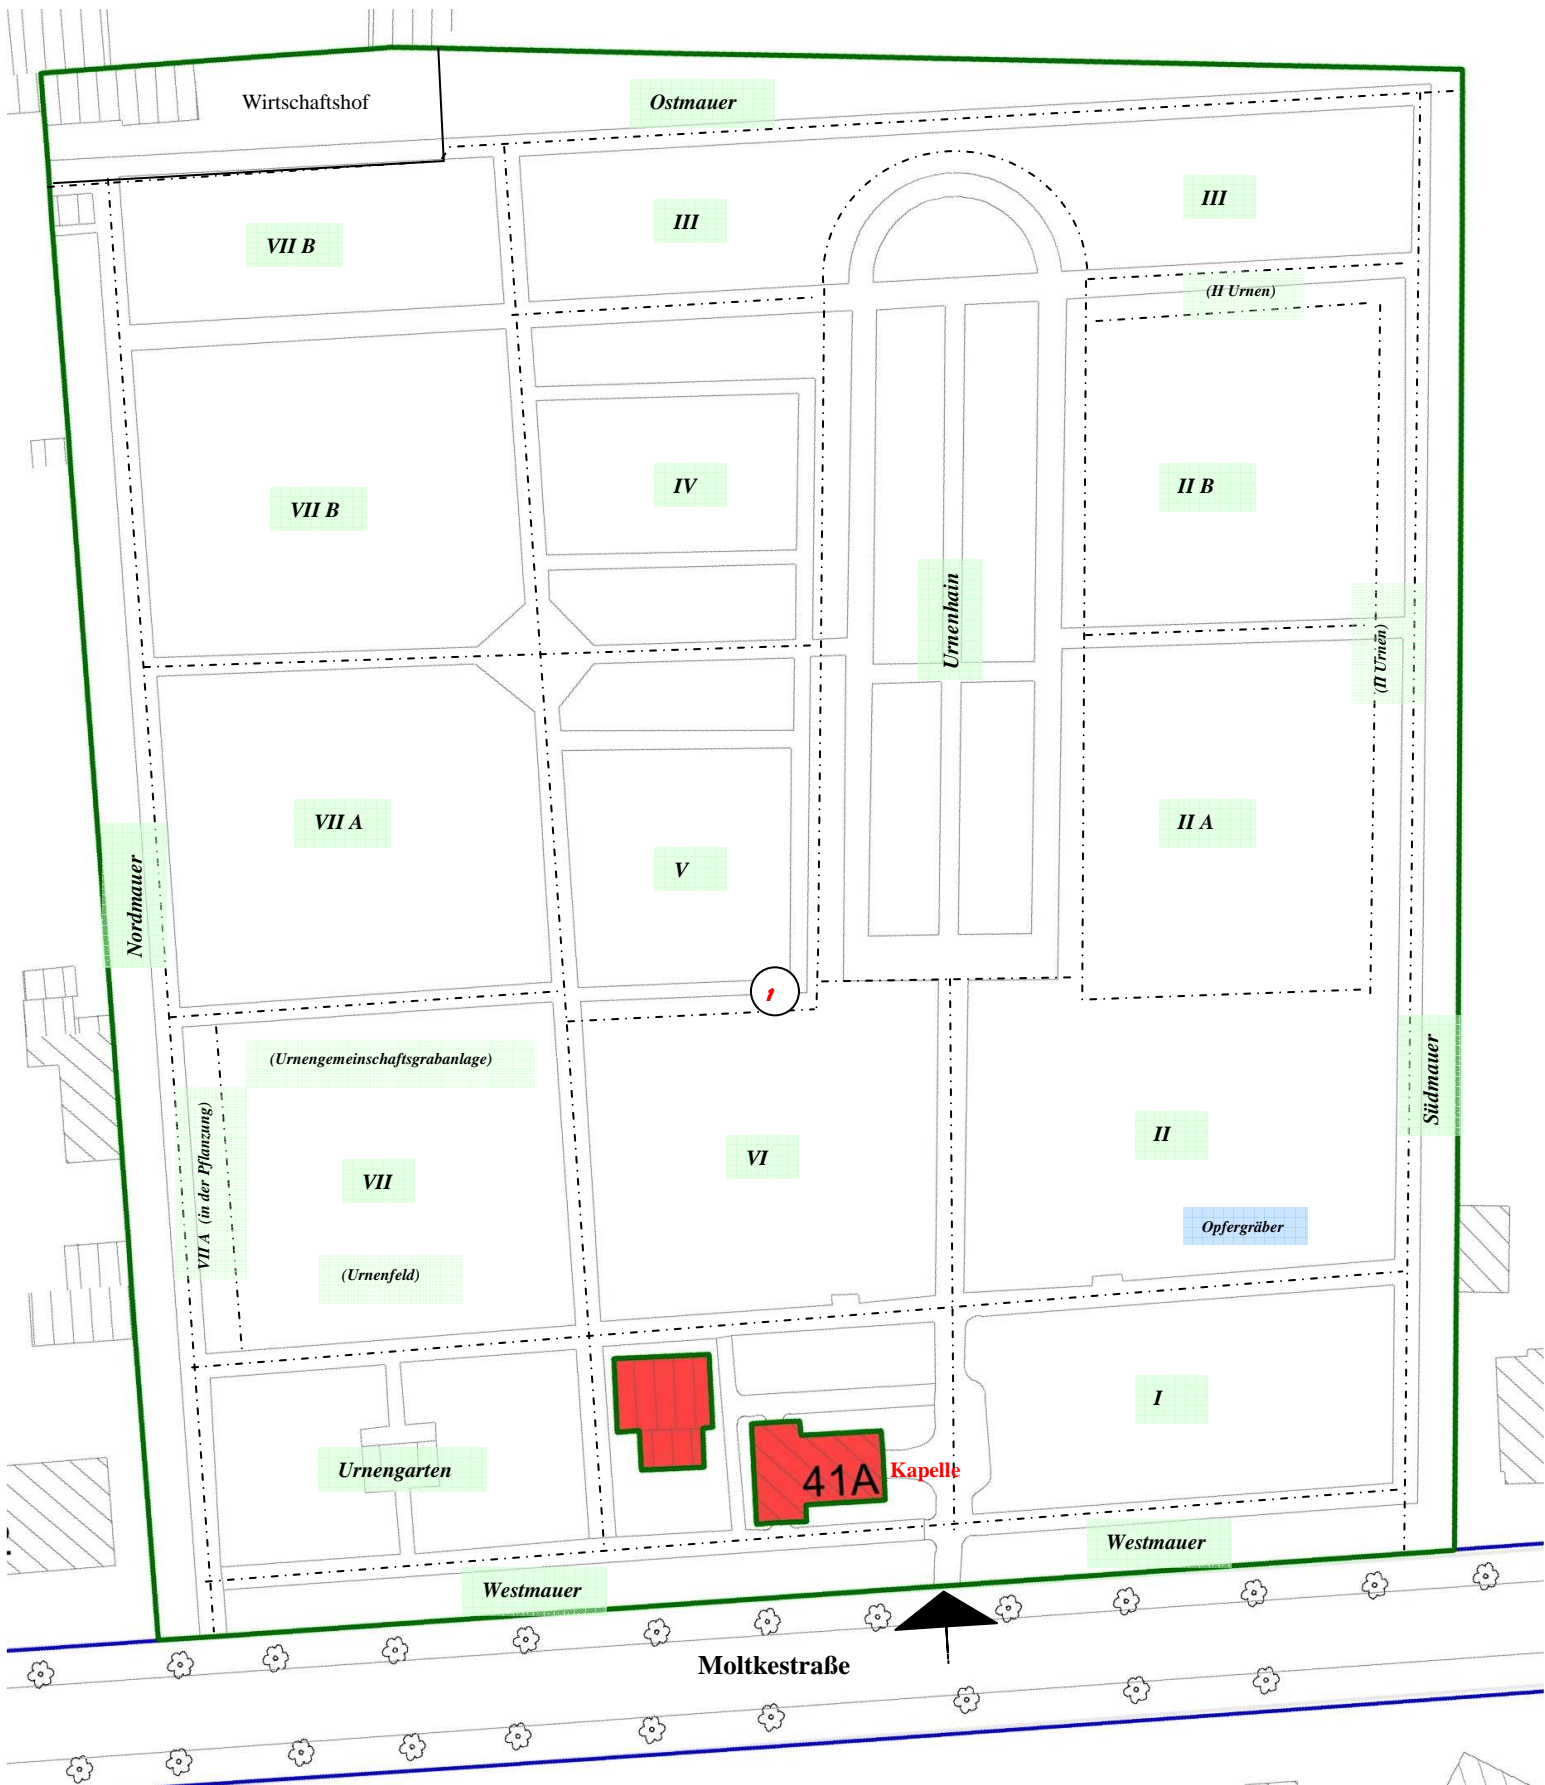 Wirtschaftshof
Ostmauer
III
III
VII B
(II Urnen)
IV
II B
VII B
Urnenhain
(II Urnen)
VII A
II A
V
Nordmauer
1
(Urnengemeinschaftsgrabanlage)
Südmauer
II
VI
VII A (in der Pflanzung)
VII
Opfergräber
(Urnenfeld)
I
Urnengarten
Kapelle
41A
Westmauer
Westmauer
Moltkestraße